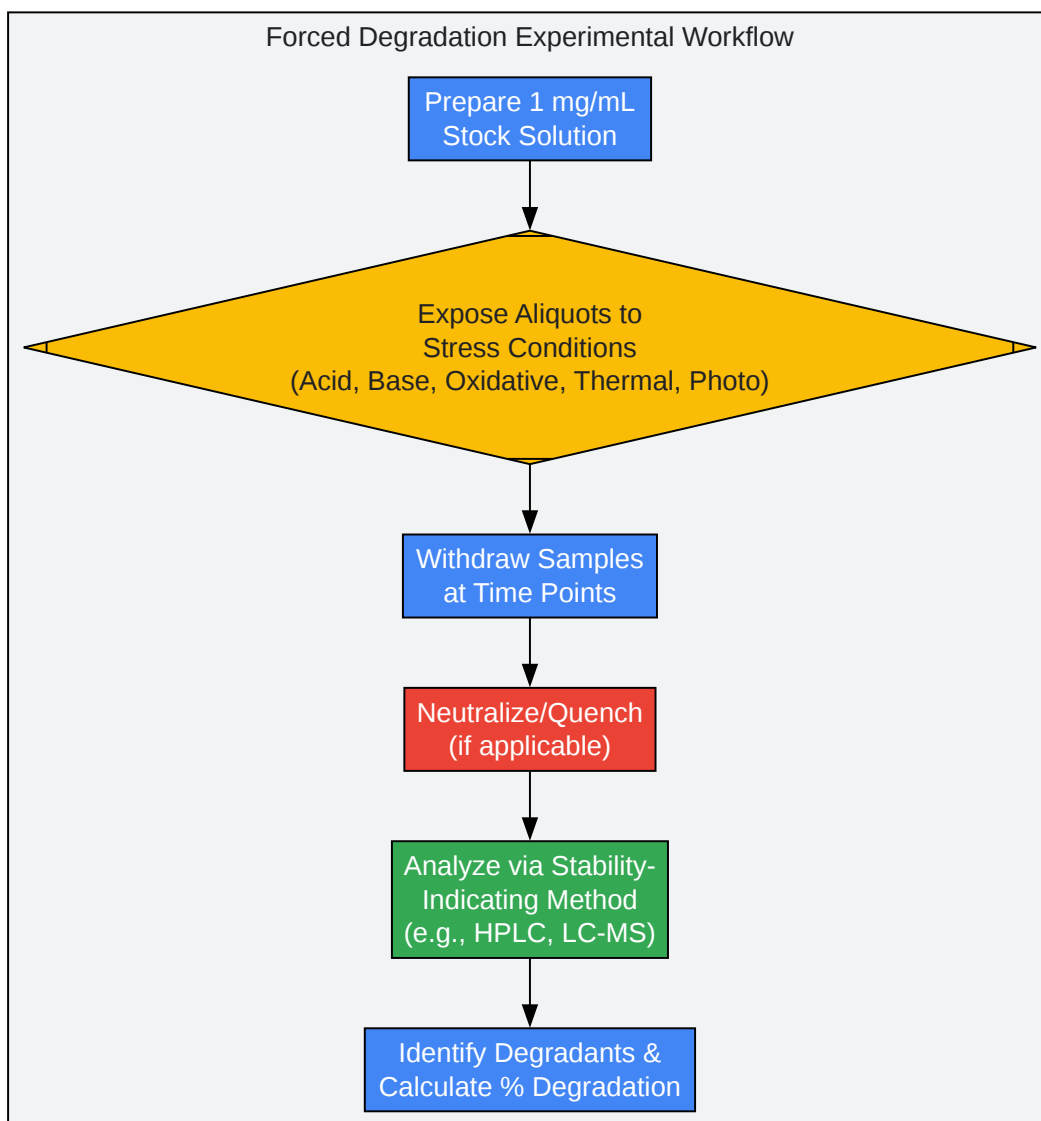 Forced Degradation Experimental Workflow
Prepare 1 mg/mL
Stock Solution
Expose Aliquots to
Stress Conditions
(Acid, Base, Oxidative, Thermal, Photo)
Withdraw Samples
at Time Points
Neutralize/Quench
(if applicable)
Analyze via Stability-
Indicating Method
(e.g., HPLC, LC-MS)
Identify Degradants &
Calculate % Degradation